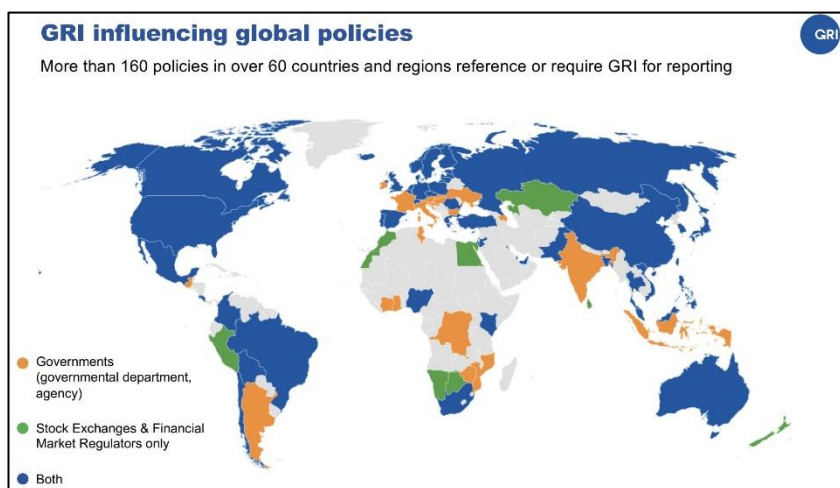 GRI influencing global policies
GRI
More than 160 policies in over 60 countries and regions reference or require GRI for reporting
Governments
(governmental department,
agency)
Stock Exchanges & Financial
Market Regulators only
Both